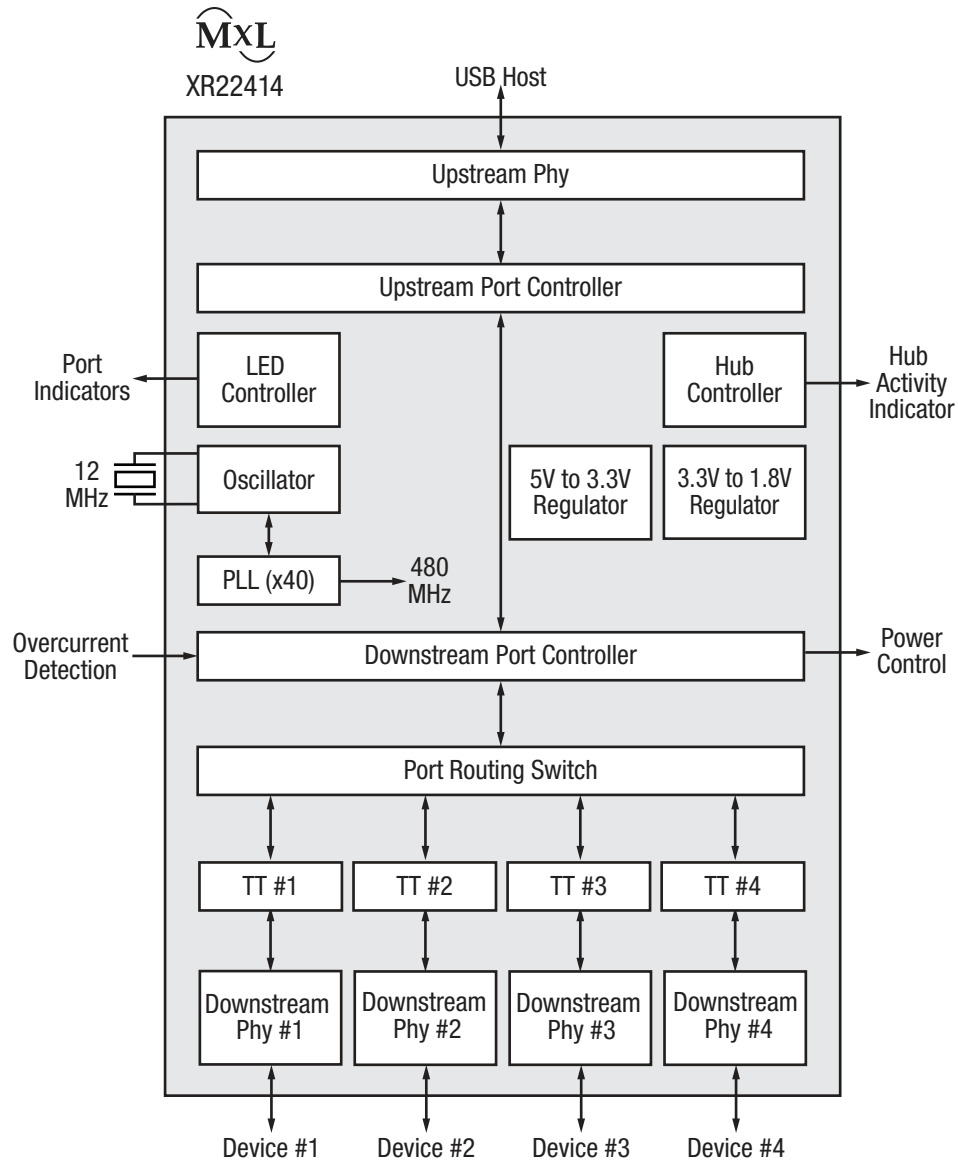 MXL
XR22414
USB Host
Upstream Phy
Upstream Port Controller
Port
Indicators
LED
Controller
Hub
Controller
Hub
Activity
Indicator
12
MHz
Oscillator
5V to 3.3V
Regulator
3.3V to 1.8V
Regulator
PLL (x40)
480
MHz
Overcurrent
Detection
Downstream Port Controller
Power
Control
Port Routing Switch
TT #1
TT #2
TT #3
TT #4
Downstream
Phy #1
Downstream
Phy #2
Downstream
Phy #3
Downstream
Phy #4
Device #1
Device #2
Device #3
Device #4